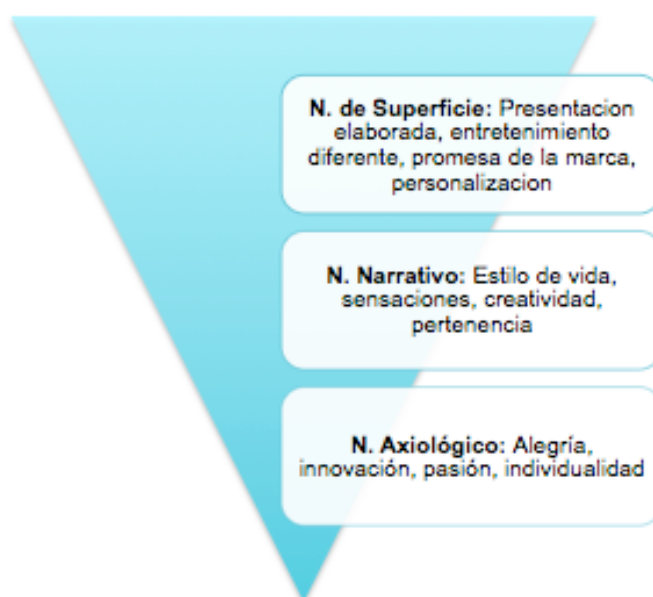 N. de Superficie: Presentacion
elaborada, entretenimiento
diferente, promesa de la marca,
personalizacion
N. Narrativo: Estilo de vida,
sensaciones, creatividad,
pertenencia
N. Axiológico: Alegría,
innovación, pasión, individualidad